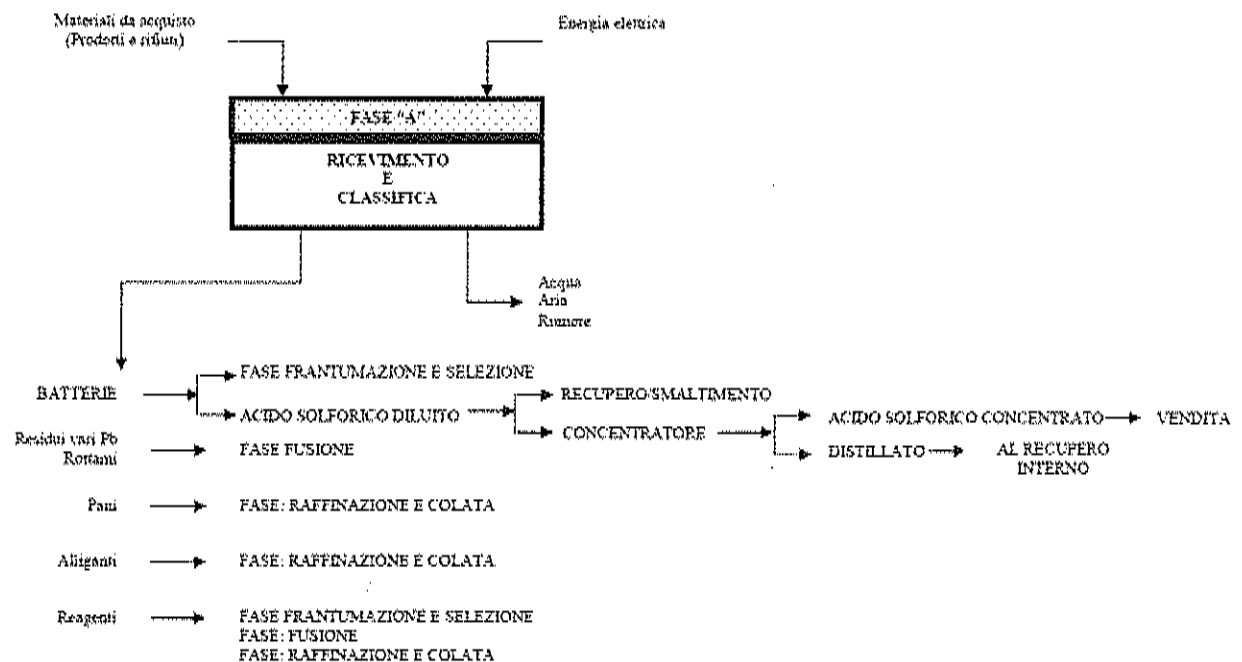 Materiali da acquisto
(Prodotti e rifiuti)
Energia elettrica
FASE "A"
RICEVIMENTO
E
CLASSIFICA
Acqua
Aria
Rumore
BATTERIE
FASE FRANTUMAZIONE E SELEZIONE
ACIDO SOLFORICO DILUITO
RECUPERO/SMALTIMENTO
CONCENTRATORE
ACIDO SOLFORICO CONCENTRATO
VENDITA
DISTILLATO
AL RECUPERO
INTERNO
Residui vari Pb
Rottami
FASE FUSIONE
Pani
FASE: RAFFINAZIONE E COLATA
Alliganti
FASE: RAFFINAZIONE E COLATA
Reagenti
FASE FRANTUMAZIONE E SELEZIONE
FASE: FUSIONE
FASE: RAFFINAZIONE E COLATA